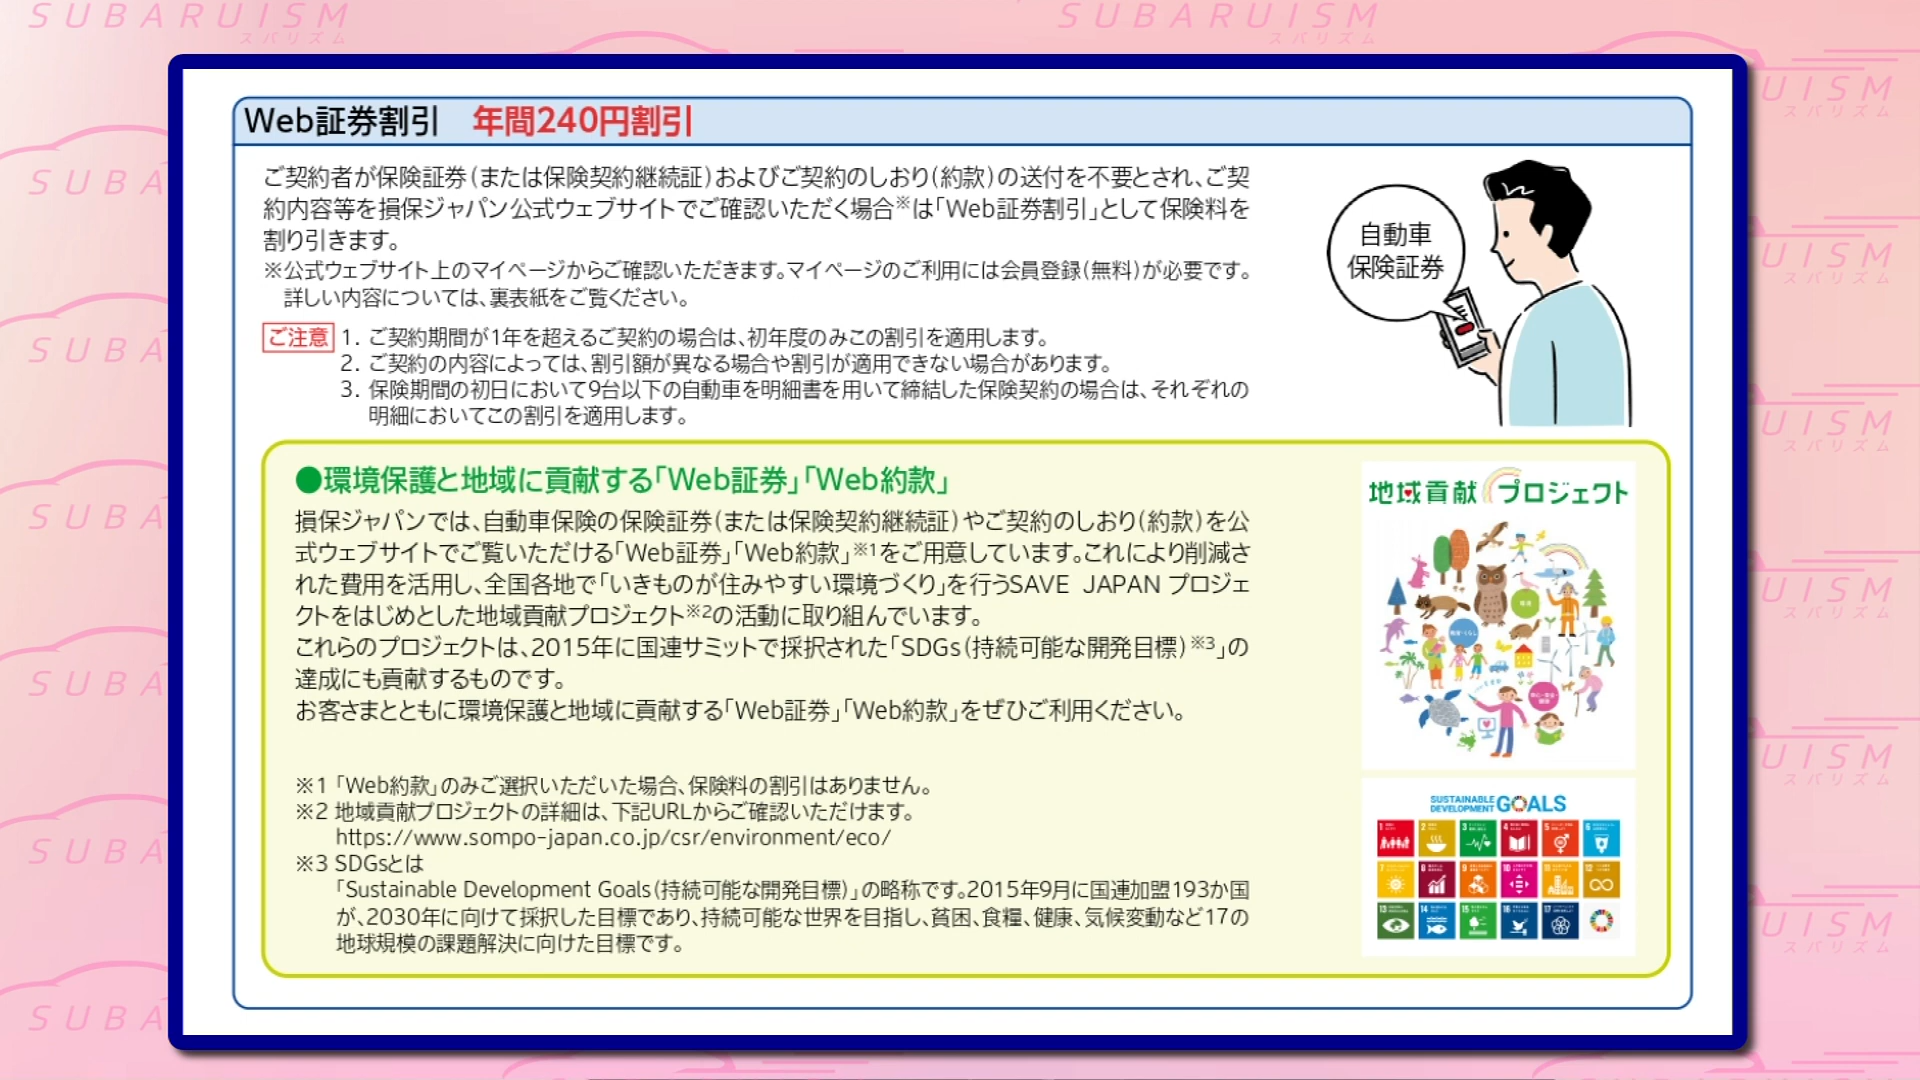 SUBARUISM
スバリズム
SUBARUISM
スバリズム
Web証券割引 年間240円割引
ご契約者が保険証券(または保険契約継続証)およびご契約のしおり(約款)の送付を不要とされ、ご契
約内容等を損保ジャパン公式ウェブサイトでご確認いただく場合※は「Web証券割引」として保険料を
割り引きます。
※公式ウェブサイト上のマイページからご確認いただきます。マイページのご利用には会員登録(無料)が必要です。
詳しい内容については、裏表紙をご覧ください。
ご注意 1. ご契約期間が1年を超えるご契約の場合は、初年度のみこの割引を適用します。
2. ご契約の内容によっては、割引額が異なる場合や割引が適用できない場合があります。
3. 保険期間の初日において9台以下の自動車を明細書を用いて締結した保険契約の場合は、それぞれの
明細においてこの割引を適用します。
自動車
保険証券
●環境保護と地域に貢献する「Web証券」「Web約款」
損保ジャパンでは、自動車保険の保険証券(または保険契約継続証)やご契約のしおり(約款)を公
式ウェブサイトでご覧いただける「Web証券」「Web約款」※1をご用意しています。これにより削減さ
れた費用を活用し、全国各地で「いきものが住みやすい環境づくり」を行うSAVE JAPAN プロジェ
クトをはじめとした地域貢献プロジェクト※2の活動に取り組んでいます。
これらのプロジェクトは、2015年に国連サミットで採択された「SDGs(持続可能な開発目標)※3」の
達成にも貢献するものです。
お客さまとともに環境保護と地域に貢献する「Web証券」「Web約款」をぜひご利用ください。
※1 「Web約款」のみご選択いただいた場合、保険料の割引はありません。
※2 地域貢献プロジェクトの詳細は、下記URLからご確認いただけます。
https://www.sompo-japan.co.jp/csr/environment/eco/
※3 SDGsとは
「Sustainable Development Goals(持続可能な開発目標)」の略称です。2015年9月に国連加盟193か国
が、2030年に向けて採択した目標であり、持続可能な世界を目指し、貧困、食糧、健康、気候変動など17の
地球規模の課題解決に向けた目標です。
地域貢献プロジェクト
SUSTAINABLE DEVELOPMENT GOALS
1 2 3 4 5 6
7 8 9 10 11 12
13 14 15 16 17